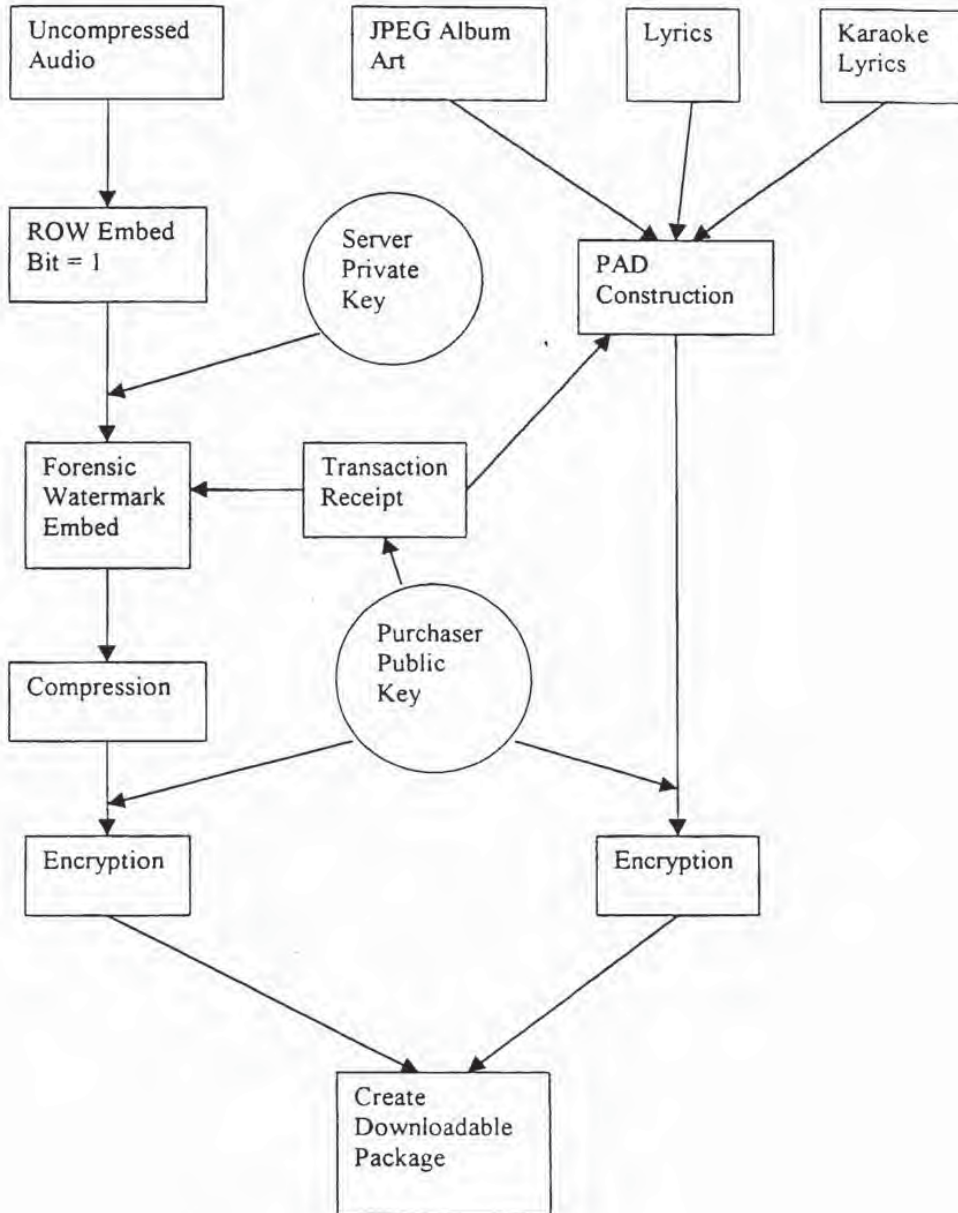 Uncompressed
Audio
JPEG Album
Art
Lyrics
Karaoke
Lyrics
ROW Embed
Bit = 1
Server
Private
Key
PAD
Construction
Forensic
Watermark
Embed
Transaction
Receipt
Purchaser
Public
Key
Compression
Encryption
Encryption
Create
Downloadable
Package